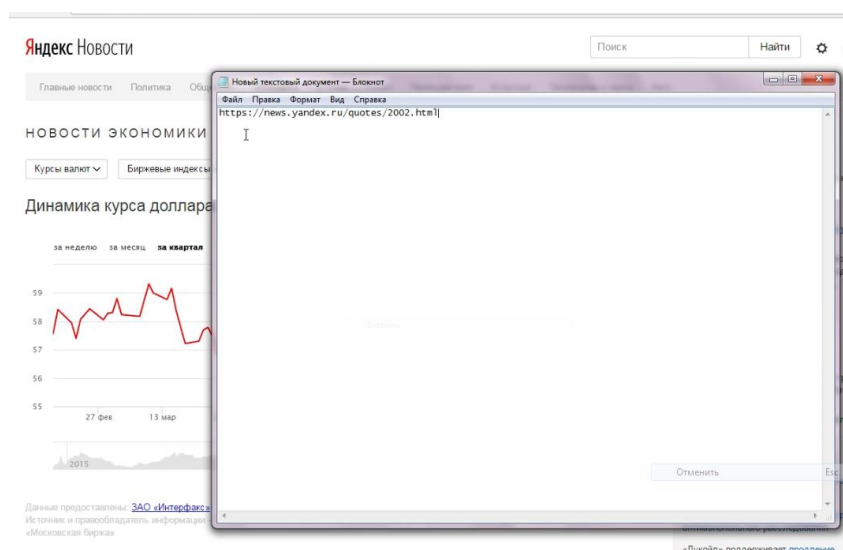 Яндекс Новости
Поиск
Найти
Главные новости Политика
Новый текстовый документ — Блокнот
Файл Правка Формат Вид Справка
https://news.yandex.ru/quotes/2002.html
НОВОСТИ ЭКОНОМИКИ
Курсы валют
Биржевые индексы
Динамика курса доллара
за неделю за месяц за квартал
59
58
57
56
55
27 фев 13 мар
2015
Отменить Esc
Данные предоставлены: ЗАО «Интерфакс»
Источник и правообладатель информации
«Московская биржа»
«Лукойл» поддерживает продление